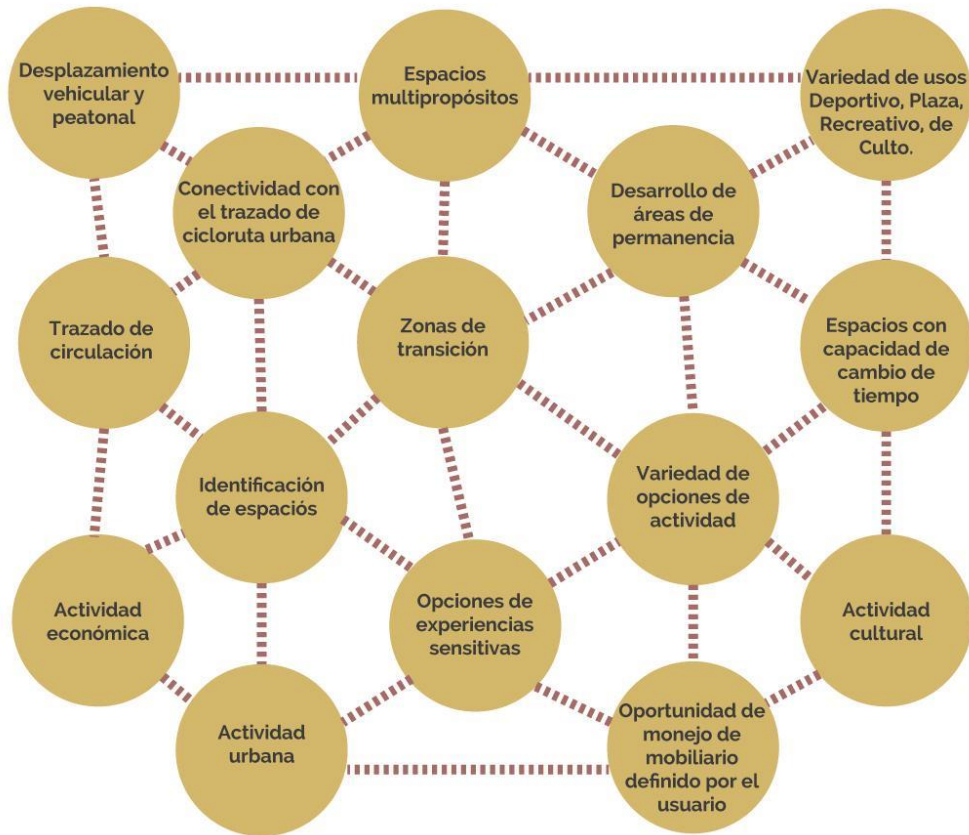 Desplazamiento
vehicular y
peatonal
Espacios
multipropósitos
Variedad de usos
Deportivo, Plaza,
Recreativo, de
Culto.
Conectividad con
el trazado de
cicloruta urbana
Desarrollo de
áreas de
permanencia
Trazado de
circulación
Zonas de
transición
Espacios con
capacidad de
cambio de
tiempo
Identificación
de espaciós
Variedad de
opciones de
actividad
Actividad
económica
Opciones de
experiencias
sensitivas
Actividad
cultural
Actividad
urbana
Oportunidad de
monejo de
mobiliario
definido por el
usuario